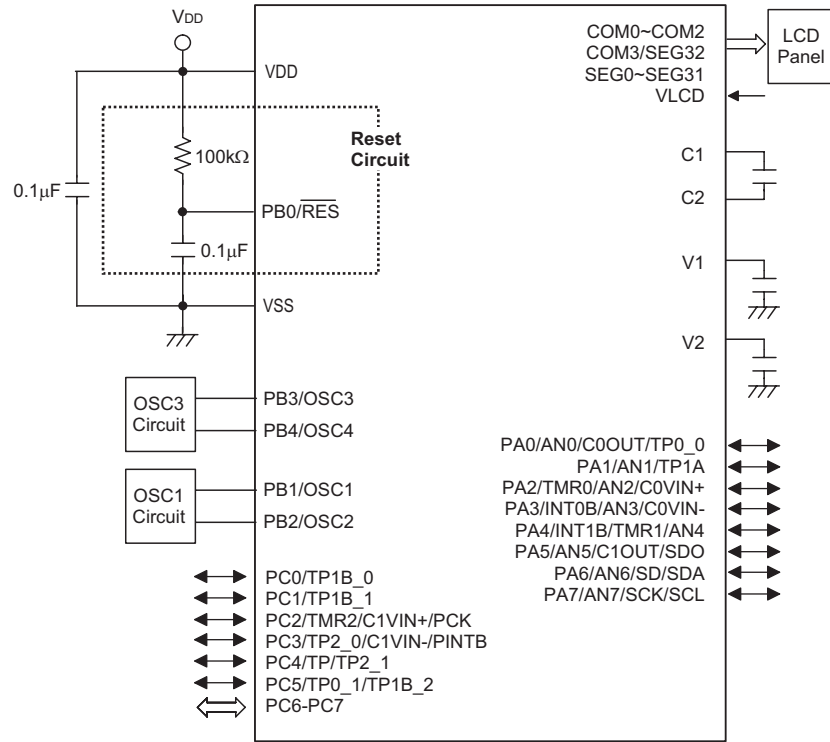 VDD
VDD
Reset
Circuit
100kΩ
0.1μF
PB0/RES
0.1μF
VSS
OSC3
Circuit
PB3/OSC3
PB4/OSC4
OSC1
Circuit
PB1/OSC1
PB2/OSC2
PC0/TP1B_0
PC1/TP1B_1
PC2/TMR2/C1VIN+/PCK
PC3/TP2_0/C1VIN-/PINTB
PC4/TP/TP2_1
PC5/TP0_1/TP1B_2
PC6-PC7
COM0~COM2
COM3/SEG32
SEG0~SEG31
VLCD
LCD
Panel
C1
C2
V1
V2
PA0/AN0/C0OUT/TP0_0
PA1/AN1/TP1A
PA2/TMR0/AN2/C0VIN+
PA3/INT0B/AN3/C0VIN-
PA4/INT1B/TMR1/AN4
PA5/AN5/C1OUT/SDO
PA6/AN6/SD/SDA
PA7/AN7/SCK/SCL